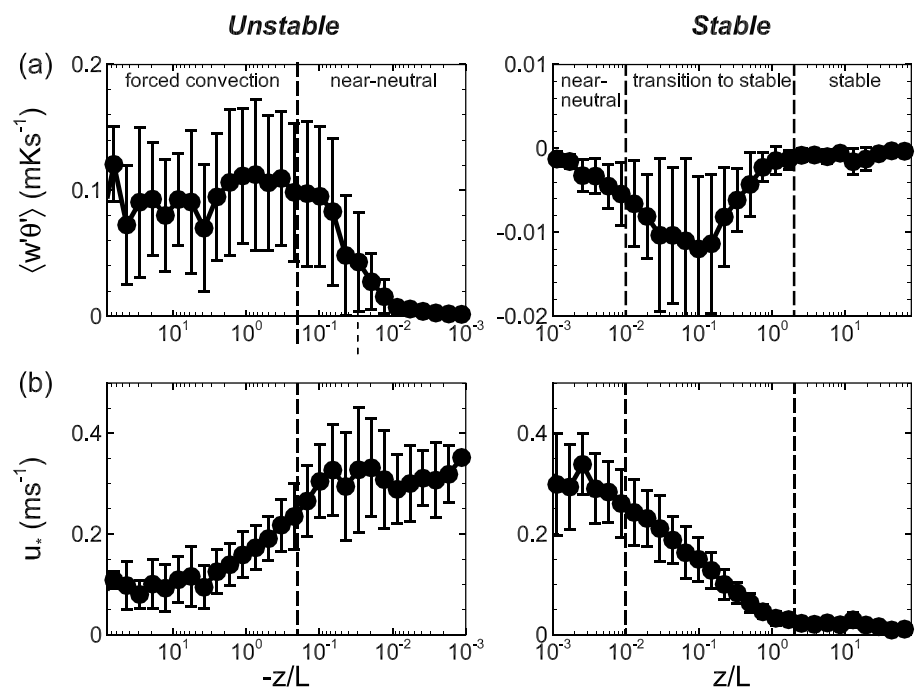 Unstable Stable
(a)
forced convection near-neutral
near-neutral transition to stable stable
⟨w'θ'⟩ (mKs⁻¹)
0.2
0.1
0
0.01
0
-0.01
-0.02
10¹ 10⁰ 10⁻¹ 10⁻² 10⁻³
10⁻³ 10⁻² 10⁻¹ 10⁰ 10¹
(b)
u* (ms⁻¹)
0.4
0.2
0
0.4
0.2
0
10¹ 10⁰ 10⁻¹ 10⁻² 10⁻³
10⁻³ 10⁻² 10⁻¹ 10⁰ 10¹
-z/L z/L